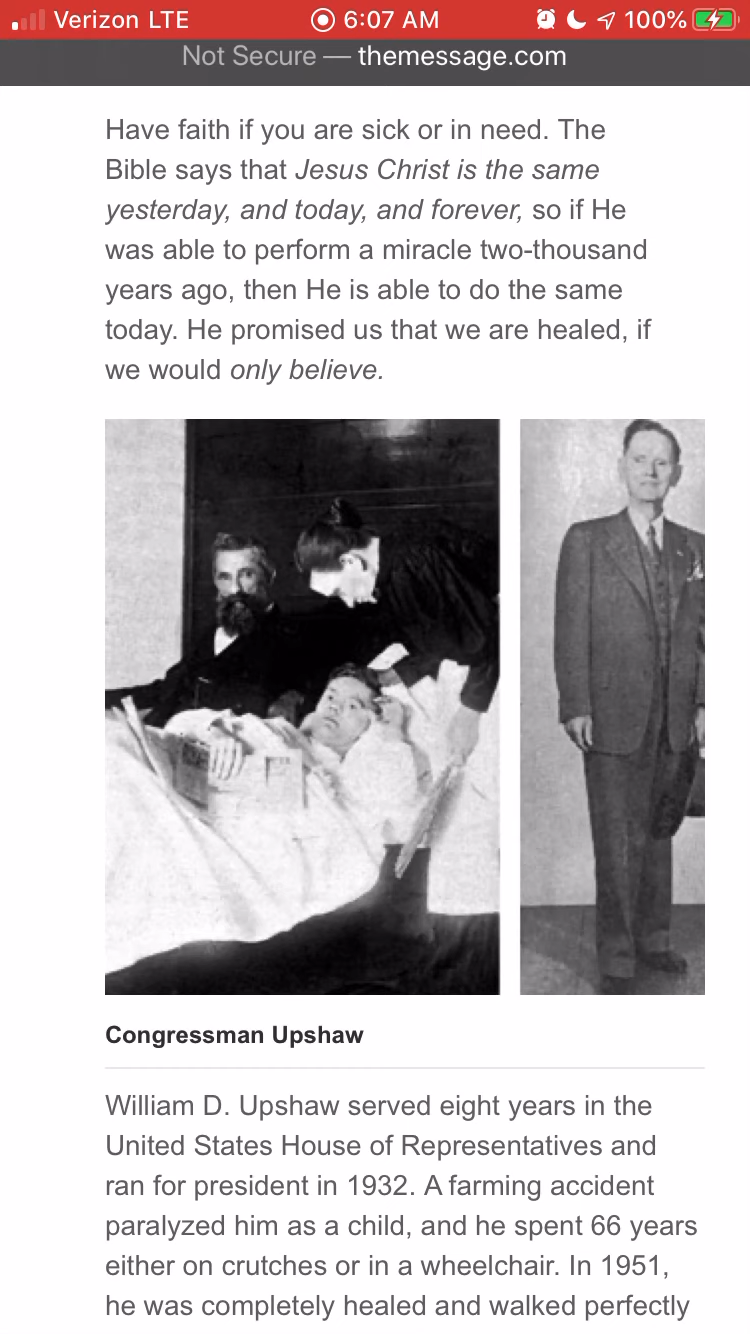 Verizon LTE 6:07 AM 100%
Not Secure — themessage.com
Have faith if you are sick or in need. The
Bible says that Jesus Christ is the same
yesterday, and today, and forever, so if He
was able to perform a miracle two-thousand
years ago, then He is able to do the same
today. He promised us that we are healed, if
we would only believe.
Congressman Upshaw
William D. Upshaw served eight years in the
United States House of Representatives and
ran for president in 1932. A farming accident
paralyzed him as a child, and he spent 66 years
either on crutches or in a wheelchair. In 1951,
he was completely healed and walked perfectly